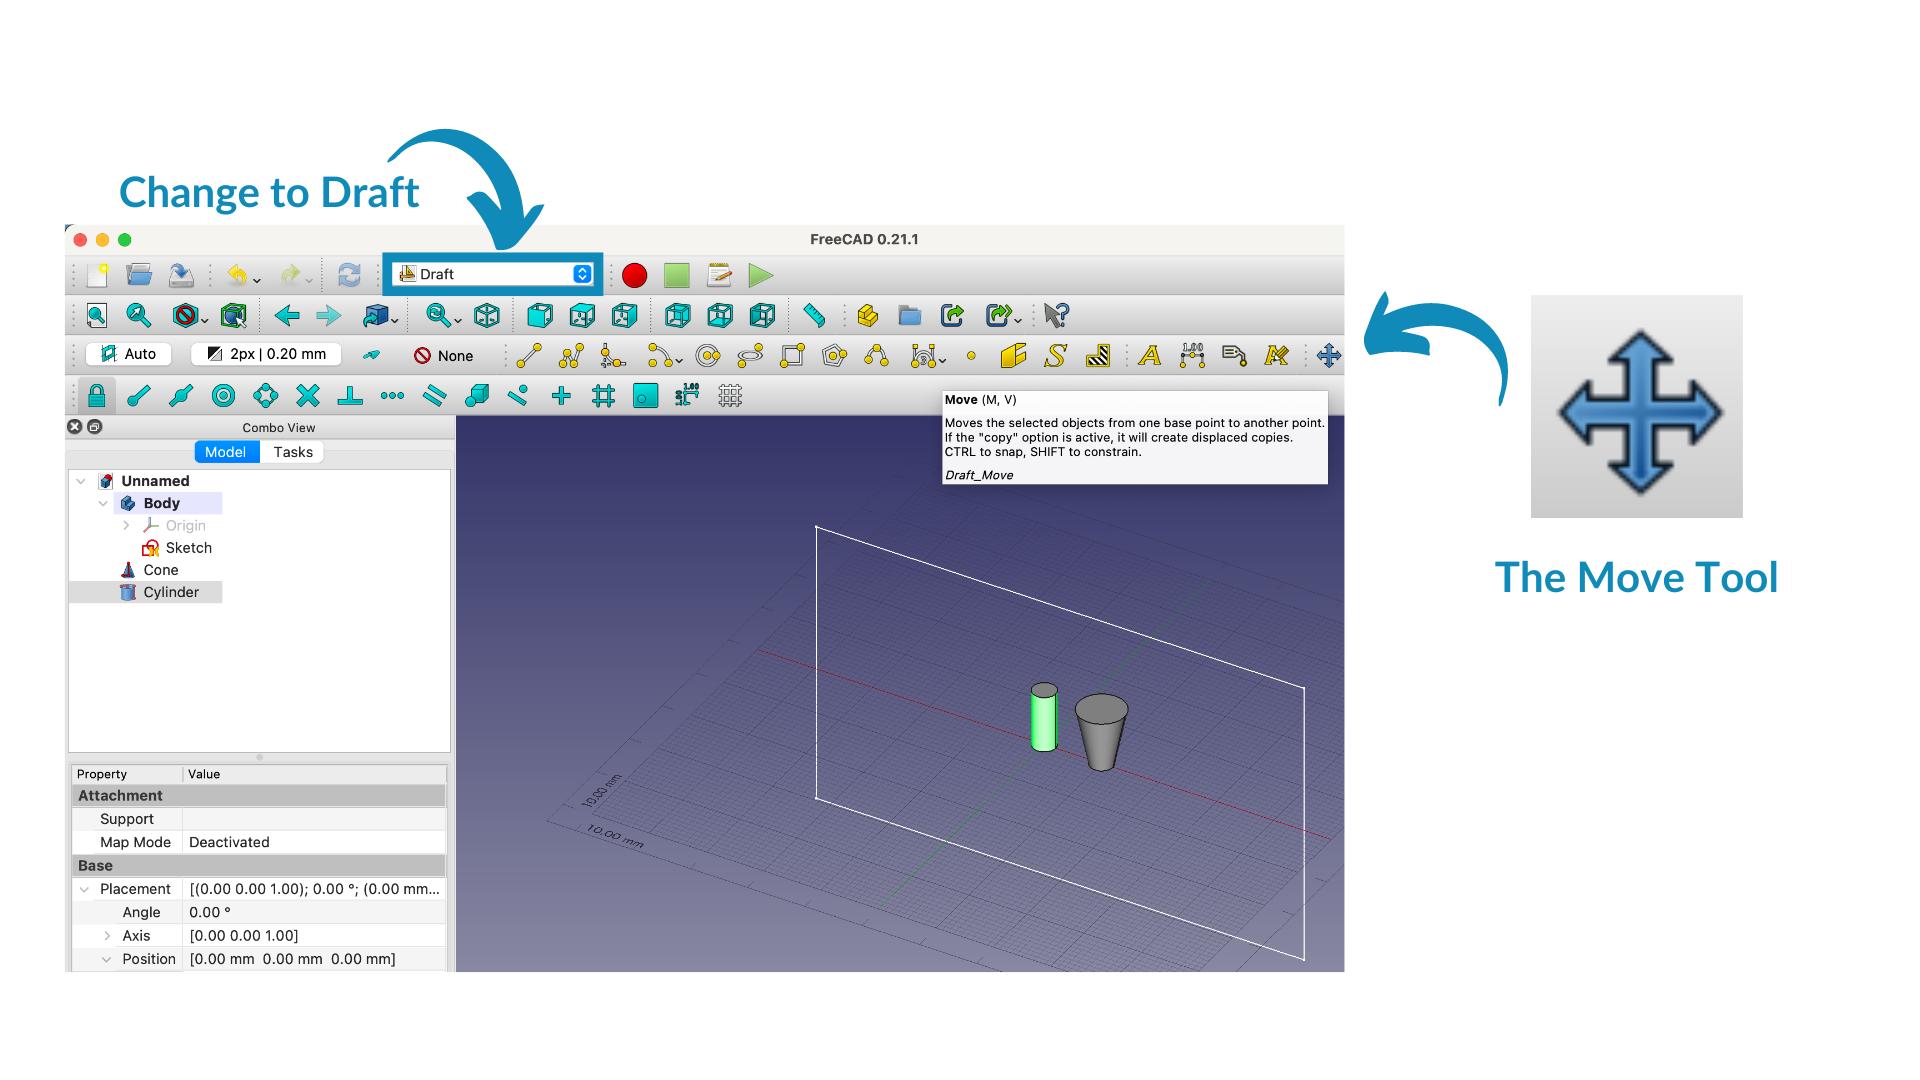 Change to Draft
FreeCAD 0.21.1
Draft
Auto
2px | 0.20 mm
None
1.00
A
S
1.00
Move (M, V)
Moves the selected objects from one base point to another point.
If the "copy" option is active, it will create displaced copies.
CTRL to snap, SHIFT to constrain.
Draft_Move
Combo View
Model Tasks
Unnamed
Body
Origin
Sketch
Cone
Cylinder
Property Value
Attachment
Support
Map Mode Deactivated
Base
Placement [(0.00 0.00 1.00); 0.00 °; (0.00 mm...
Angle 0.00 °
Axis [0.00 0.00 1.00]
Position [0.00 mm 0.00 mm 0.00 mm]
10.00 mm
10.00 mm
The Move Tool